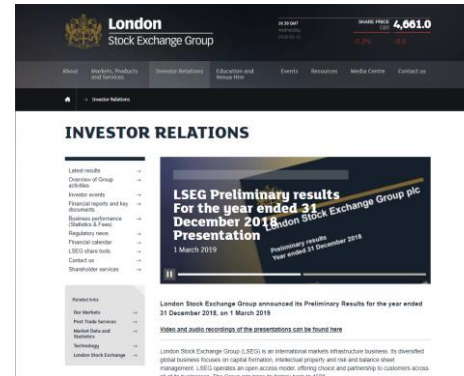 London
Stock Exchange Group
SHARE PRICE
GBX
4,661.0
About
Markets, Products
and Services
Investor Relations
Education and
Venue Hire
Events
Resources
Media Centre
Contact us
→ Investor Relations
INVESTOR RELATIONS
Latest results →
Overview of Group
activities →
Investor events →
Financial reports and key
documents →
Business performance
(Statistics & Fees) →
Regulatory news →
Financial calendar →
LSEG share tools →
Contact us →
Shareholder services →
Related links
Our Markets →
Post Trade Services →
Market Data and
Statistics →
Technology →
London Stock Exchange →
LSEG Preliminary results
For the year ended 31
December 2018
Presentation
1 March 2019
London Stock Exchange Group plc
Preliminary results
Year ended 31 December 2018
London Stock Exchange Group announced its Preliminary Results for the year ended
31 December 2018, on 1 March 2019
Video and audio recordings of the presentations can be found here
London Stock Exchange Group (LSEG) is an international markets infrastructure business. Its diversified
global business focuses on capital formation, intellectual property and risk and balance sheet
management. LSEG operates an open access model, offering choice and partnership to customers across